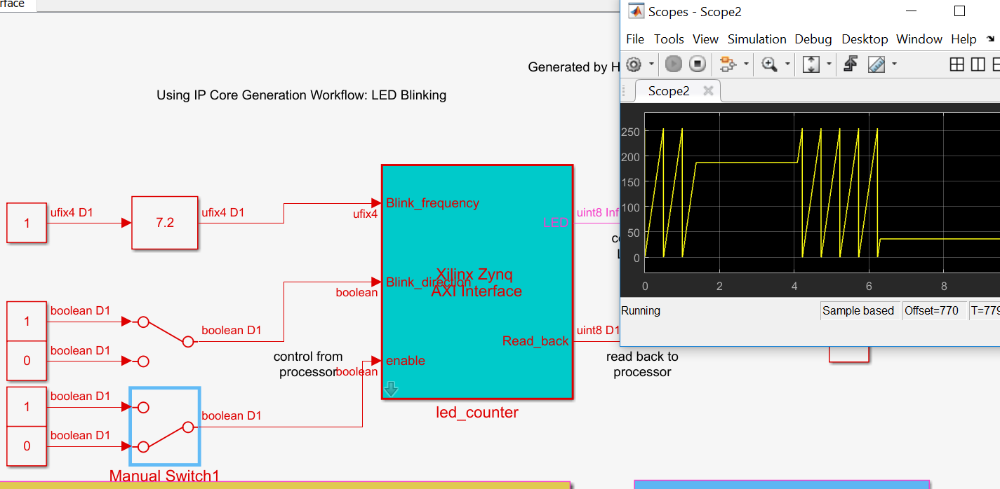 rface
Scopes - Scope2
File Tools View Simulation Debug Desktop Window Help
Scope2
250
200
150
100
50
0
0 2 4 6 8
Running
Sample based Offset=770 T=779
Generated by H
Using IP Core Generation Workflow: LED Blinking
1
ufix4 D1
7.2
ufix4 D1
ufix4
Blink_frequency
LED
uint8 Inf
Xilinx Zynq
AXI Interface
Blink_direction
boolean
1
boolean D1
0
boolean D1
boolean D1
control from
processor
boolean
enable
Read_back
uint8 D1
read back to
processor
1
boolean D1
0
boolean D1
boolean D1
led_counter
Manual Switch1